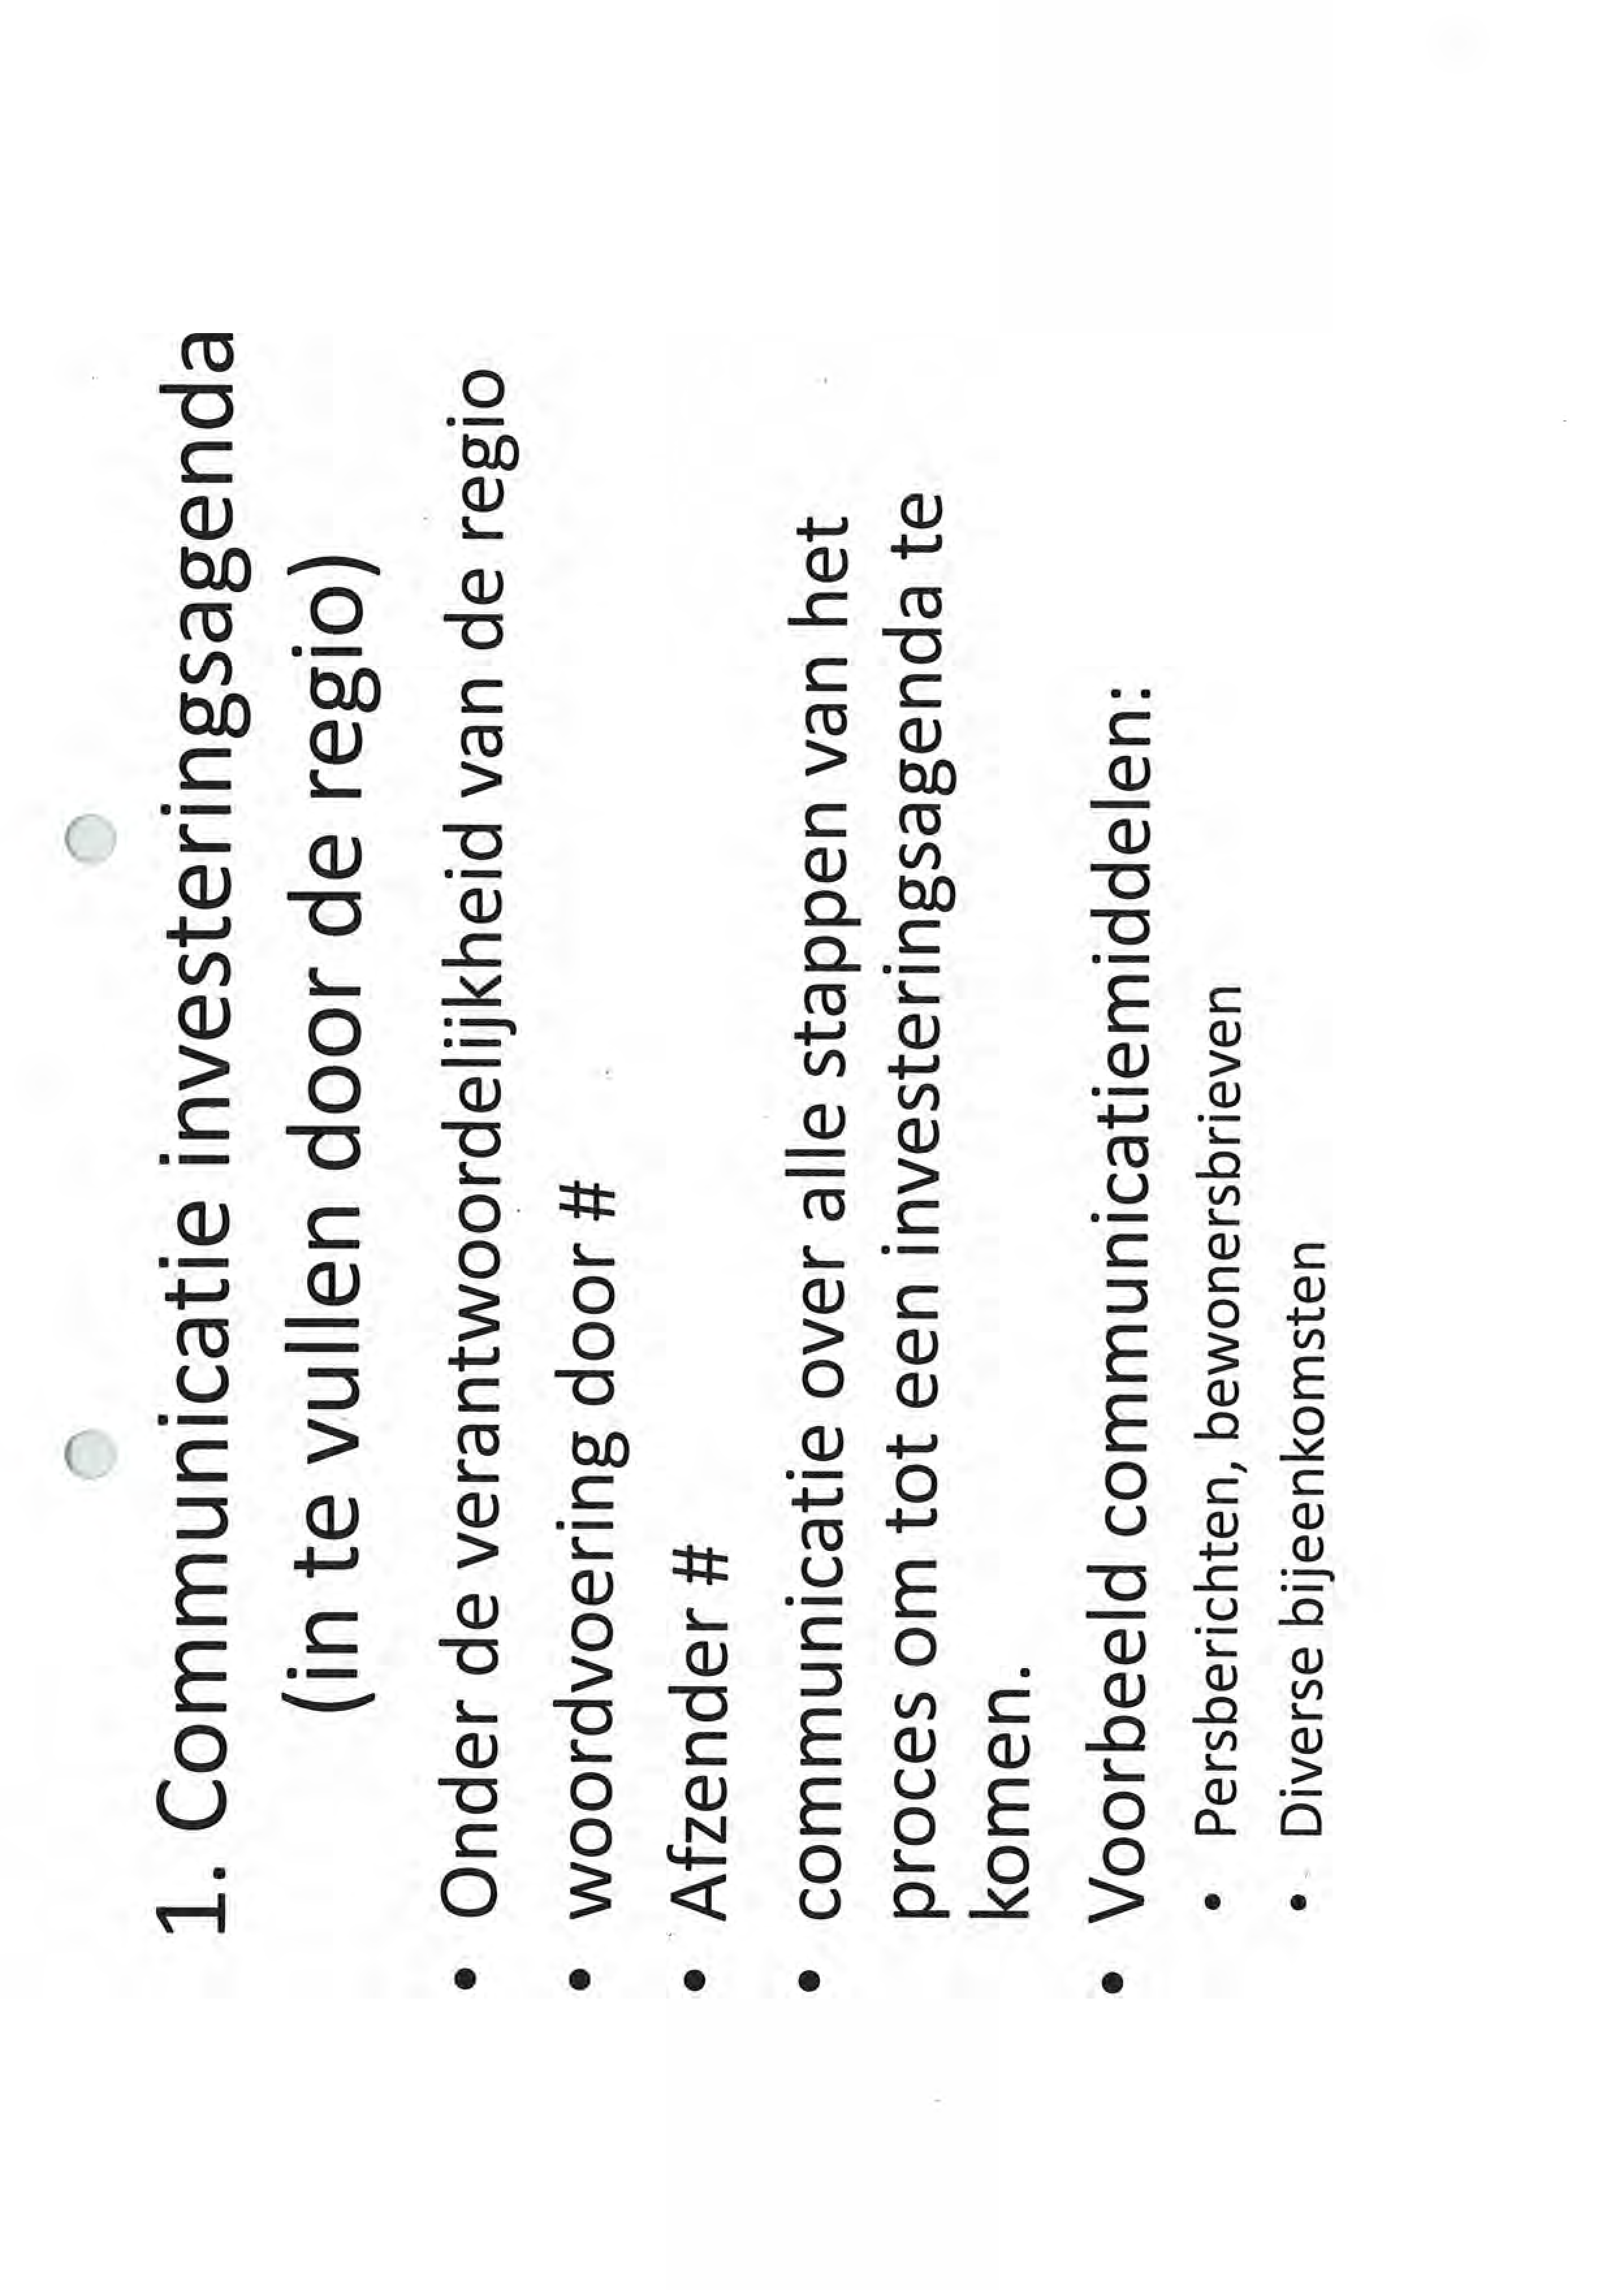 1. Communicatie investeringsagenda
(in te vullen door de regio)
• Onder de verantwoordelijkheid van de regio
• woordvoering door #
• Afzender #
• communicatie over alle stappen van het
proces om tot een investeringsagenda te
komen.
• Voorbeeld communicatiemiddelen:
• Persberichten, bewonersbrieven
• Diverse bijeenkomsten